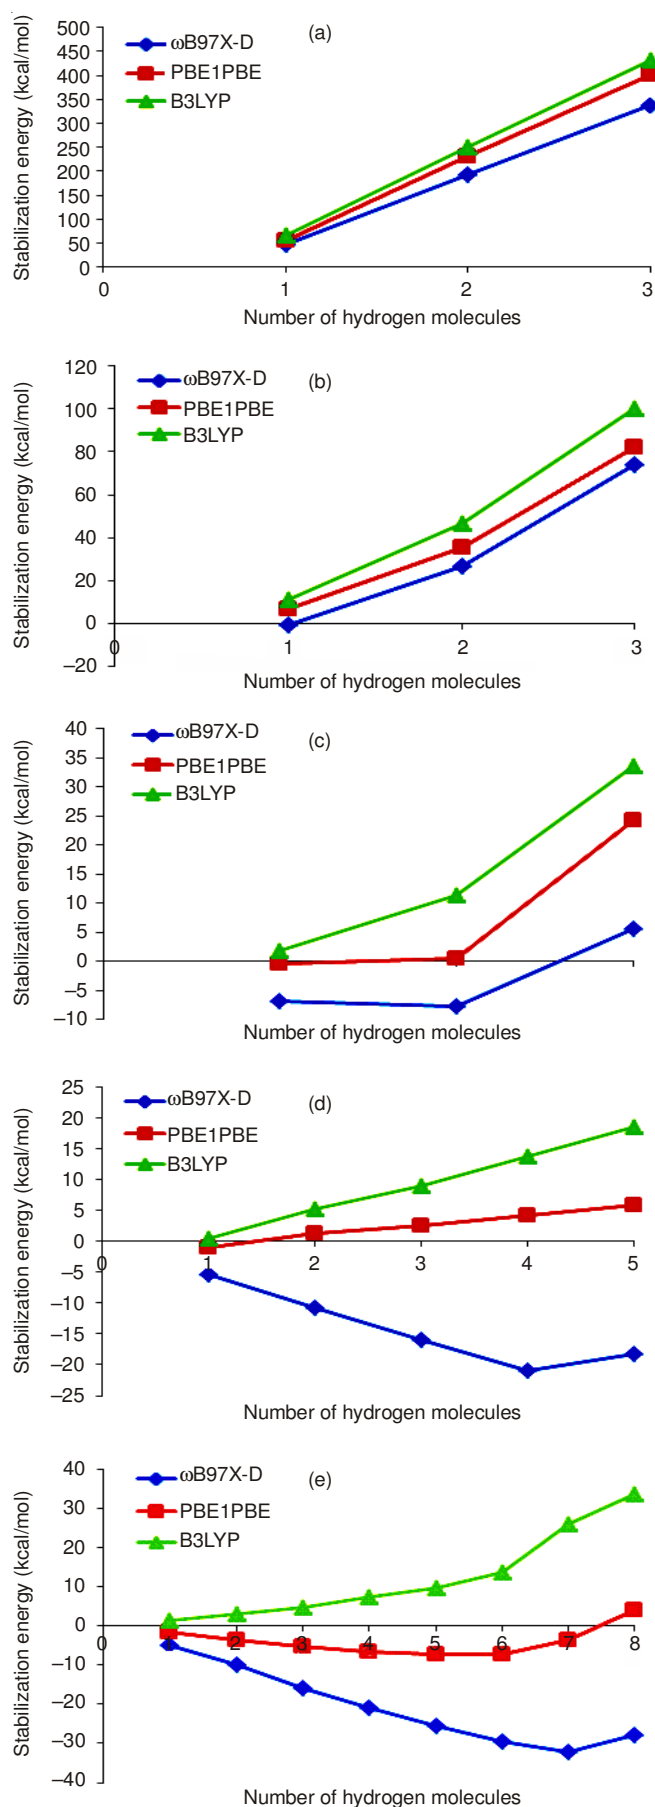 Stabilization energy (kcal/mol)
500
450
400
350
300
250
200
150
100
50
0
ωB97X-D
PBE1PBE
B3LYP
(a)
0 1 2 3
Number of hydrogen molecules
Stabilization energy (kcal/mol)
120
100
80
60
40
20
0
–20
ωB97X-D
PBE1PBE
B3LYP
(b)
0 1 2 3
Number of hydrogen molecules
Stabilization energy (kcal/mol)
40
35
30
25
20
15
10
5
0
–5
–10
ωB97X-D
PBE1PBE
B3LYP
(c)
Number of hydrogen molecules
Stabilization energy (kcal/mol)
25
20
15
10
5
0
–5
–10
–15
–20
–25
ωB97X-D
PBE1PBE
B3LYP
(d)
0 1 2 3 4 5
Number of hydrogen molecules
Stabilization energy (kcal/mol)
40
30
20
10
0
–10
–20
–30
–40
ωB97X-D
PBE1PBE
B3LYP
(e)
0 1 2 3 4 5 6 7 8
Number of hydrogen molecules